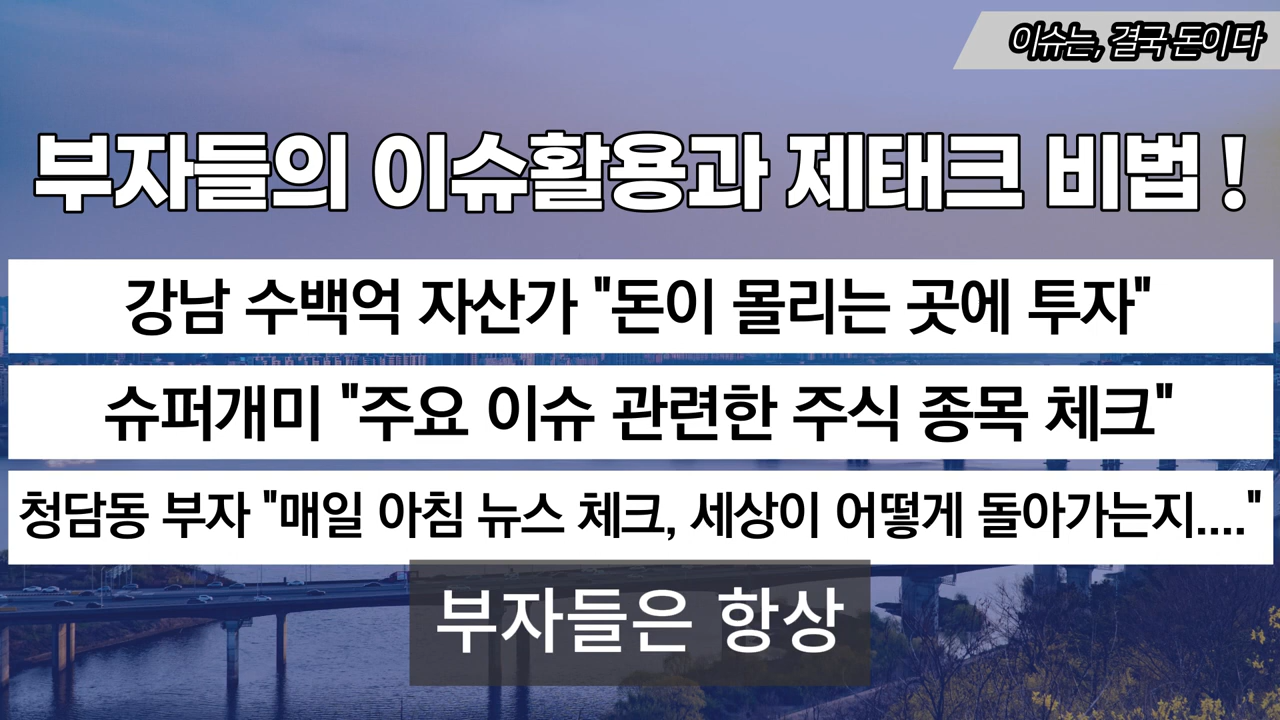 이슈는, 결국 돈이다
부자들의 이슈활용과 제태크 비법 !
강남 수백억 자산가 "돈이 몰리는 곳에 투자"
슈퍼개미 "주요 이슈 관련한 주식 종목 체크"
청담동 부자 "매일 아침 뉴스 체크, 세상이 어떻게 돌아가는지...."
부자들은 항상